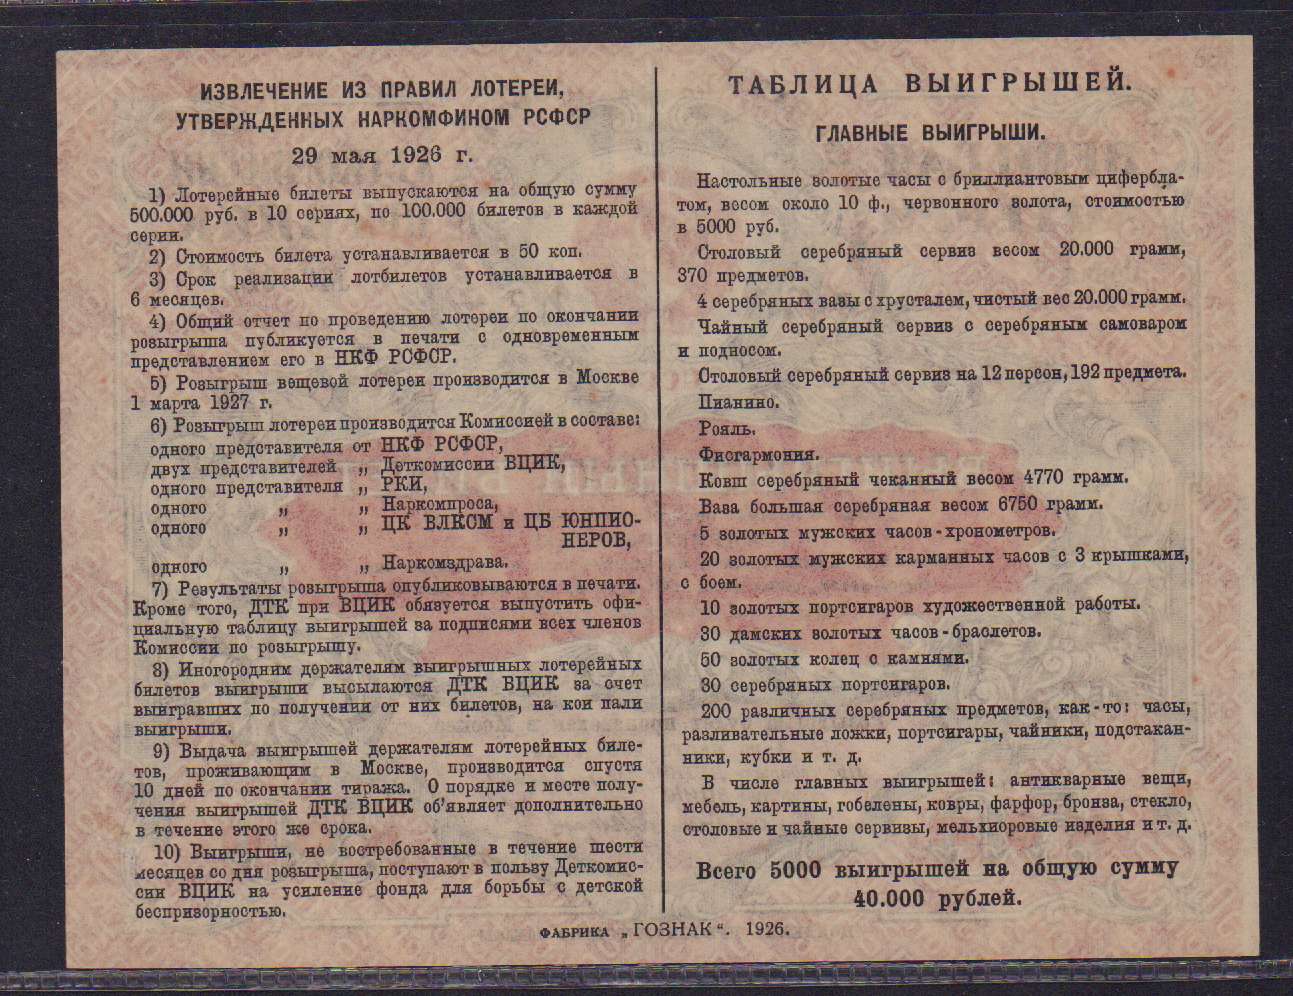 ИЗВЛЕЧЕНИЕ ИЗ ПРАВИЛ ЛОТЕРЕИ,
УТВЕРЖДЕННЫХ НАРКОМФИНОМ РСФСР
29 мая 1926 г.
1) Лотерейные билеты выпускаются на общую сумму
500.000 руб. в 10 сериях, по 100.000 билетов в каждой
серии.
2) Стоимость билета устанавливается в 50 коп.
3) Срок реализации лотбилетов устанавливается в
6 месяцев.
4) Общий отчет по проведению лотереи по окончании
розыгрыша публикуется в печати с одновременным
представлением его в НКФ РСФСР.
5) Розыгрыш вещевой лотереи производится в Москве
1 марта 1927 г.
6) Розыгрыш лотереи производится Комиссией в составе:
одного представителя от НКФ РСФСР,
двух представителей „ Деткомиссии ВЦИК,
одного представителя „ РКИ,
одного „ „ Наркомпроса,
одного „ „ ЦК ВЛКСМ и ЦБ ЮНПИО-
НЕРОВ,
одного „ „ Наркомздрава.
7) Результаты розыгрыша опубликовываются в печати.
Кроме того, ДТК при ВЦИК обязуется выпустить офи-
циальную таблицу выигрышей за подписями всех членов
Комиссии по розыгрышу.
8) Иногородним держателям выигрышных лотерейных
билетов выигрыши высылаются ДТК ВЦИК за счет
выигравших по получении от них билетов, на кои пали
выигрыши.
9) Выдача выигрышей держателям лотерейных биле-
тов, проживающим в Москве, производится спустя
10 дней по окончании тиража. О порядке и месте полу-
чения выигрышей ДТК ВЦИК об'являет дополнительно
в течение этого же срока.
10) Выигрыши, не востребованные в течение шести
месяцев со дня розыгрыша, поступают в пользу Деткомис-
сии ВЦИК на усиление фонда для борьбы с детской
беспризорностью.
ТАБЛИЦА ВЫИГРЫШЕЙ.
ГЛАВНЫЕ ВЫИГРЫШИ.
Настольные золотые часы с бриллиантовым цифербла-
том, весом около 10 ф., червонного золота, стоимостью
в 5000 руб.
Столовый серебряный сервиз весом 20.000 грамм,
370 предметов.
4 серебряных вазы с хрусталем, чистый вес 20.000 грамм.
Чайный серебряный сервиз с серебряным самоваром
и подносом.
Столовый серебряный сервиз на 12 персон, 192 предмета.
Пианино.
Рояль.
Фисгармония.
Ковш серебряный чеканный весом 4770 грамм.
Ваза большая серебряная весом 6750 грамм.
5 золотых мужских часов-хронометров.
20 золотых мужских карманных часов с 3 крышками,
с боем.
10 золотых портсигаров художественной работы.
30 дамских золотых часов-браслетов.
50 золотых колец с камнями.
30 серебряных портсигаров.
200 различных серебряных предметов, как-то: часы,
разливательные ложки, портсигары, чайники, подстакан-
ники, кубки и т. д.
В числе главных выигрышей: антикварные вещи,
мебель, картины, гобелены, ковры, фарфор, бронза, стекло,
столовые и чайные сервизы, мельхиоровые изделия и т. д.
Всего 5000 выигрышей на общую сумму
40.000 рублей.
ФАБРИКА „ГОЗНАК“. 1926.